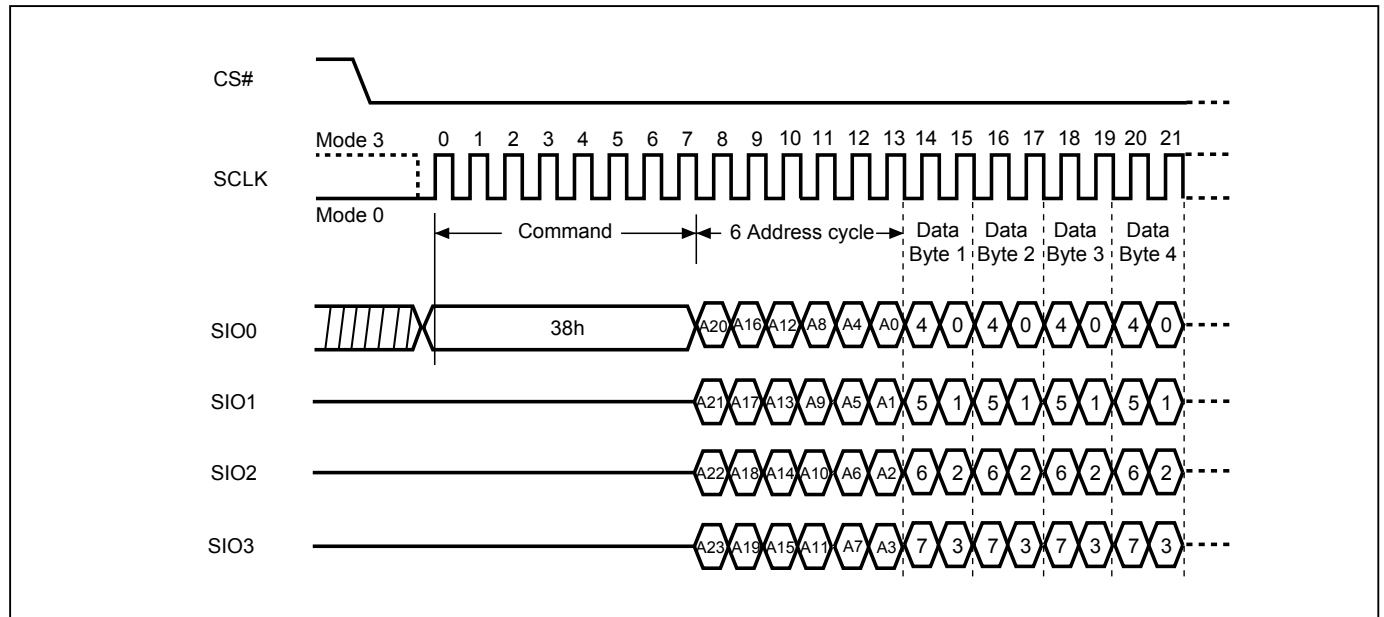 CS#
Mode 3
0 1 2 3 4 5 6 7 8 9 10 11 12 13 14 15 16 17 18 19 20 21
SCLK
Mode 0
Command
6 Address cycle
Data Byte 1
Data Byte 2
Data Byte 3
Data Byte 4
SIO0
38h
A20 A16 A12 A8 A4 A0 4 0 4 0 4 0 4 0
SIO1
A21 A17 A13 A9 A5 A1 5 1 5 1 5 1 5 1
SIO2
A22 A18 A14 A10 A6 A2 6 2 6 2 6 2 6 2
SIO3
A23 A19 A15 A11 A7 A3 7 3 7 3 7 3 7 3